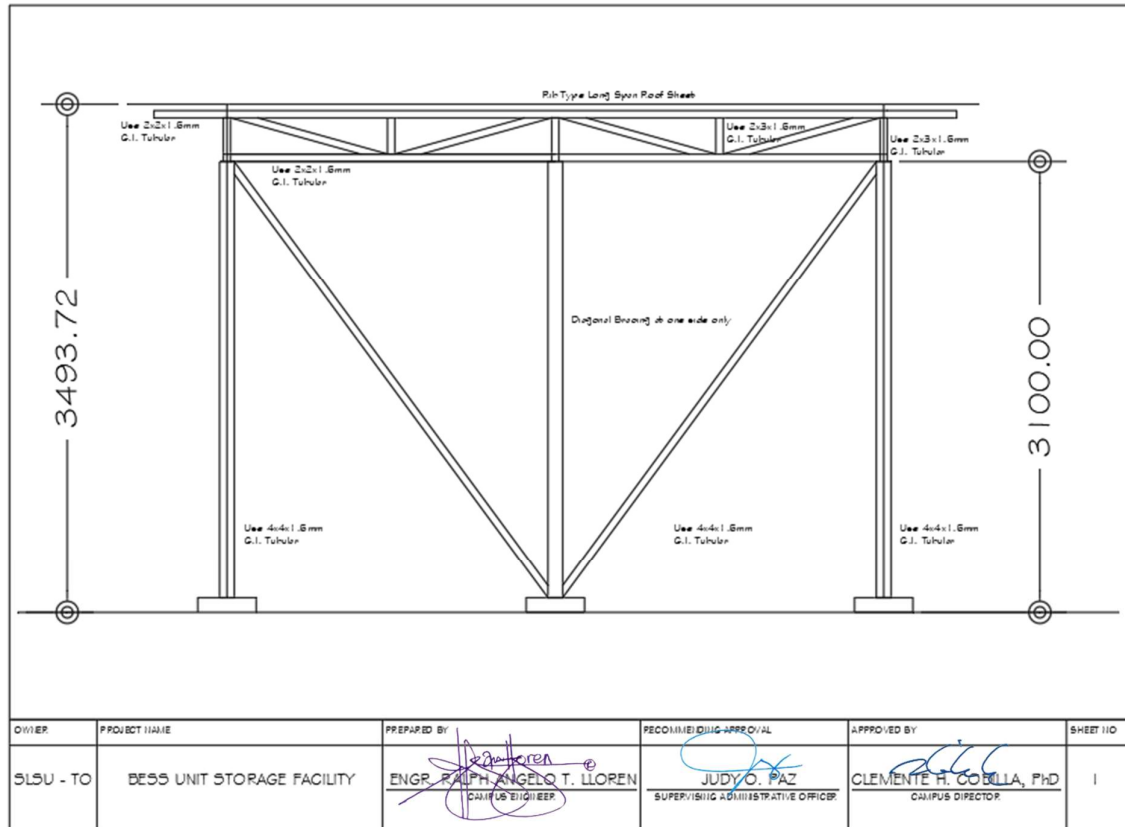 Rib Type Long Span Roof Sheet
Use 2x2x1.6mm
G.I. Tubular
Use 2x3x1.6mm
G.I. Tubular
Use 2x3x1.6mm
G.I. Tubular
Use 2x2x1.6mm
G.I. Tubular
3493.72
3100.00
Diagonal Bracing at one side only
Use 4x4x1.6mm
G.I. Tubular
Use 4x4x1.6mm
G.I. Tubular
Use 4x4x1.6mm
G.I. Tubular
OWNER
PROJECT NAME
PREPARED BY
RECOMMENDING APPROVAL
APPROVED BY
SHEET NO
SLSU - TO
BESS UNIT STORAGE FACILITY
ENGR. RALPH ANGELO T. LLOREN
CAMPUS ENGINEER
JUDY O. PAZ
SUPERVISING ADMINISTRATIVE OFFICER
CLEMENTE H. COBILLA, PhD
CAMPUS DIRECTOR
1